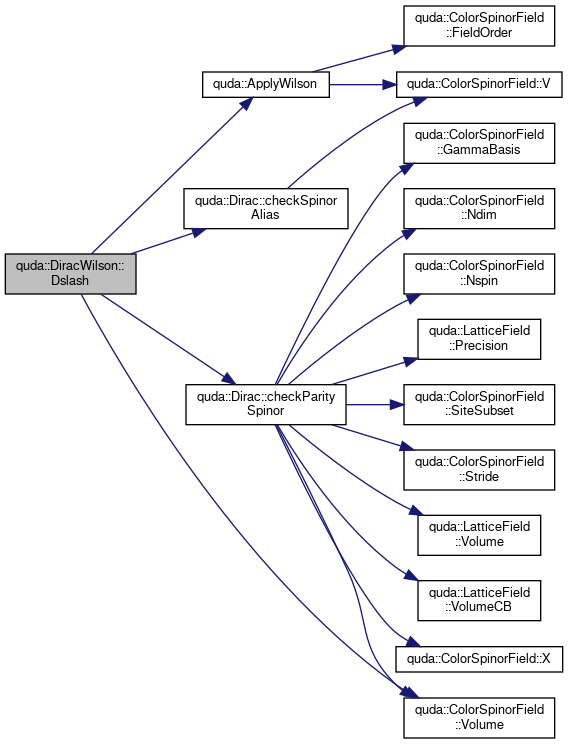 quda::ColorSpinorField
::FieldOrder
quda::ApplyWilson
quda::ColorSpinorField::V
quda::ColorSpinorField
::GammaBasis
quda::Dirac::checkSpinor
Alias
quda::ColorSpinorField
::Ndim
quda::DiracWilson::
Dslash
quda::ColorSpinorField
::Nspin
quda::LatticeField
::Precision
quda::Dirac::checkParity
Spinor
quda::ColorSpinorField
::SiteSubset
quda::ColorSpinorField
::Stride
quda::LatticeField
::Volume
quda::LatticeField
::VolumeCB
quda::ColorSpinorField::X
quda::ColorSpinorField
::Volume